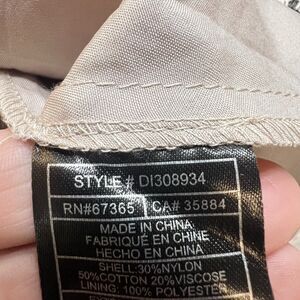 STYLE# DI308934
RN#67365 CA# 35884
MADE IN CHINA
FABRIQUÉ EN CHINE
HECHO EN CHINA
SHELL: 30%NYLON
50%COTTON 20%VISCOSE
LINING: 100% POLYESTER